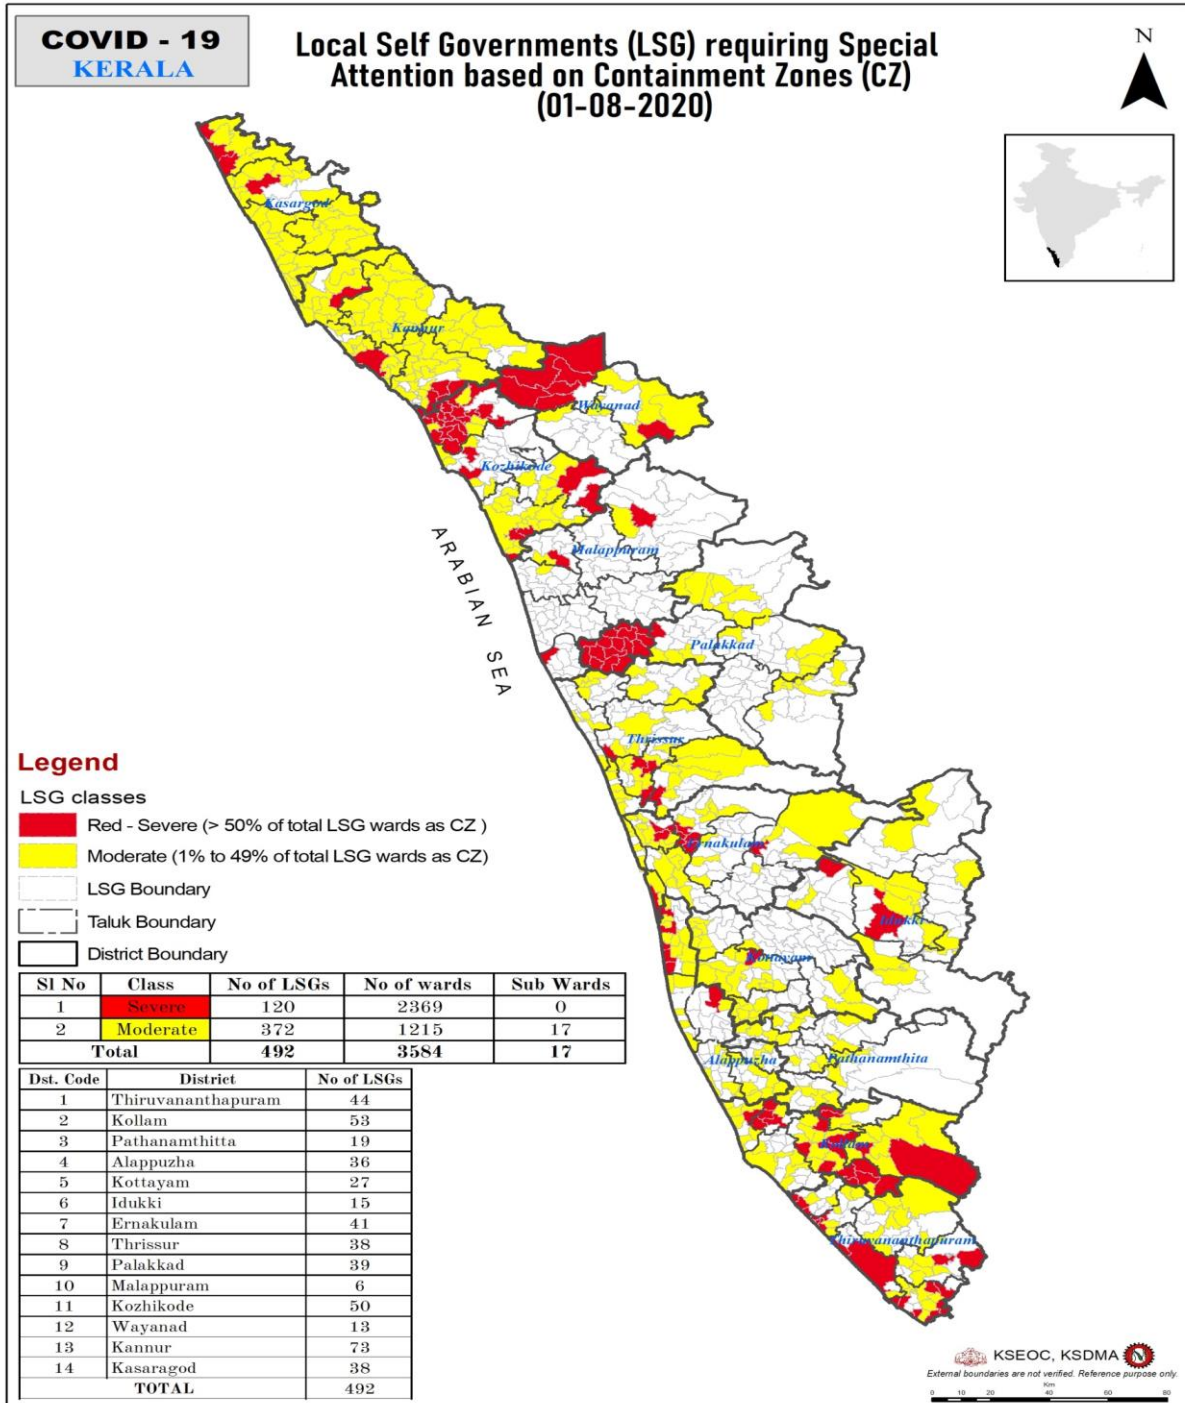 COVID - 19
KERALA
Local Self Governments (LSG) requiring Special
Attention based on Containment Zones (CZ)
(01-08-2020)
N
Kasargod
Kannur
Wayanad
Kozhikode
Malappuram
ARABIAN SEA
Palakkad
Thrissur
Ernakulam
Idukki
Kottayam
Alappuzha
Pathanamthita
Kollam
Thiruvananthapuram
Legend
LSG classes
Red - Severe (> 50% of total LSG wards as CZ )
Moderate (1% to 49% of total LSG wards as CZ)
LSG Boundary
Taluk Boundary
District Boundary
Sl No Class No of LSGs No of wards Sub Wards
1 Severe 120 2369 0
2 Moderate 372 1215 17
Total 492 3584 17
Dst. Code District No of LSGs
1 Thiruvananthapuram 44
2 Kollam 53
3 Pathanamthitta 19
4 Alappuzha 36
5 Kottayam 27
6 Idukki 15
7 Ernakulam 41
8 Thrissur 38
9 Palakkad 39
10 Malappuram 6
11 Kozhikode 50
12 Wayanad 13
13 Kannur 73
14 Kasaragod 38
TOTAL 492
KSEOC, KSDMA
External boundaries are not verified. Reference purpose only.
Km
0 10 20 40 60 80